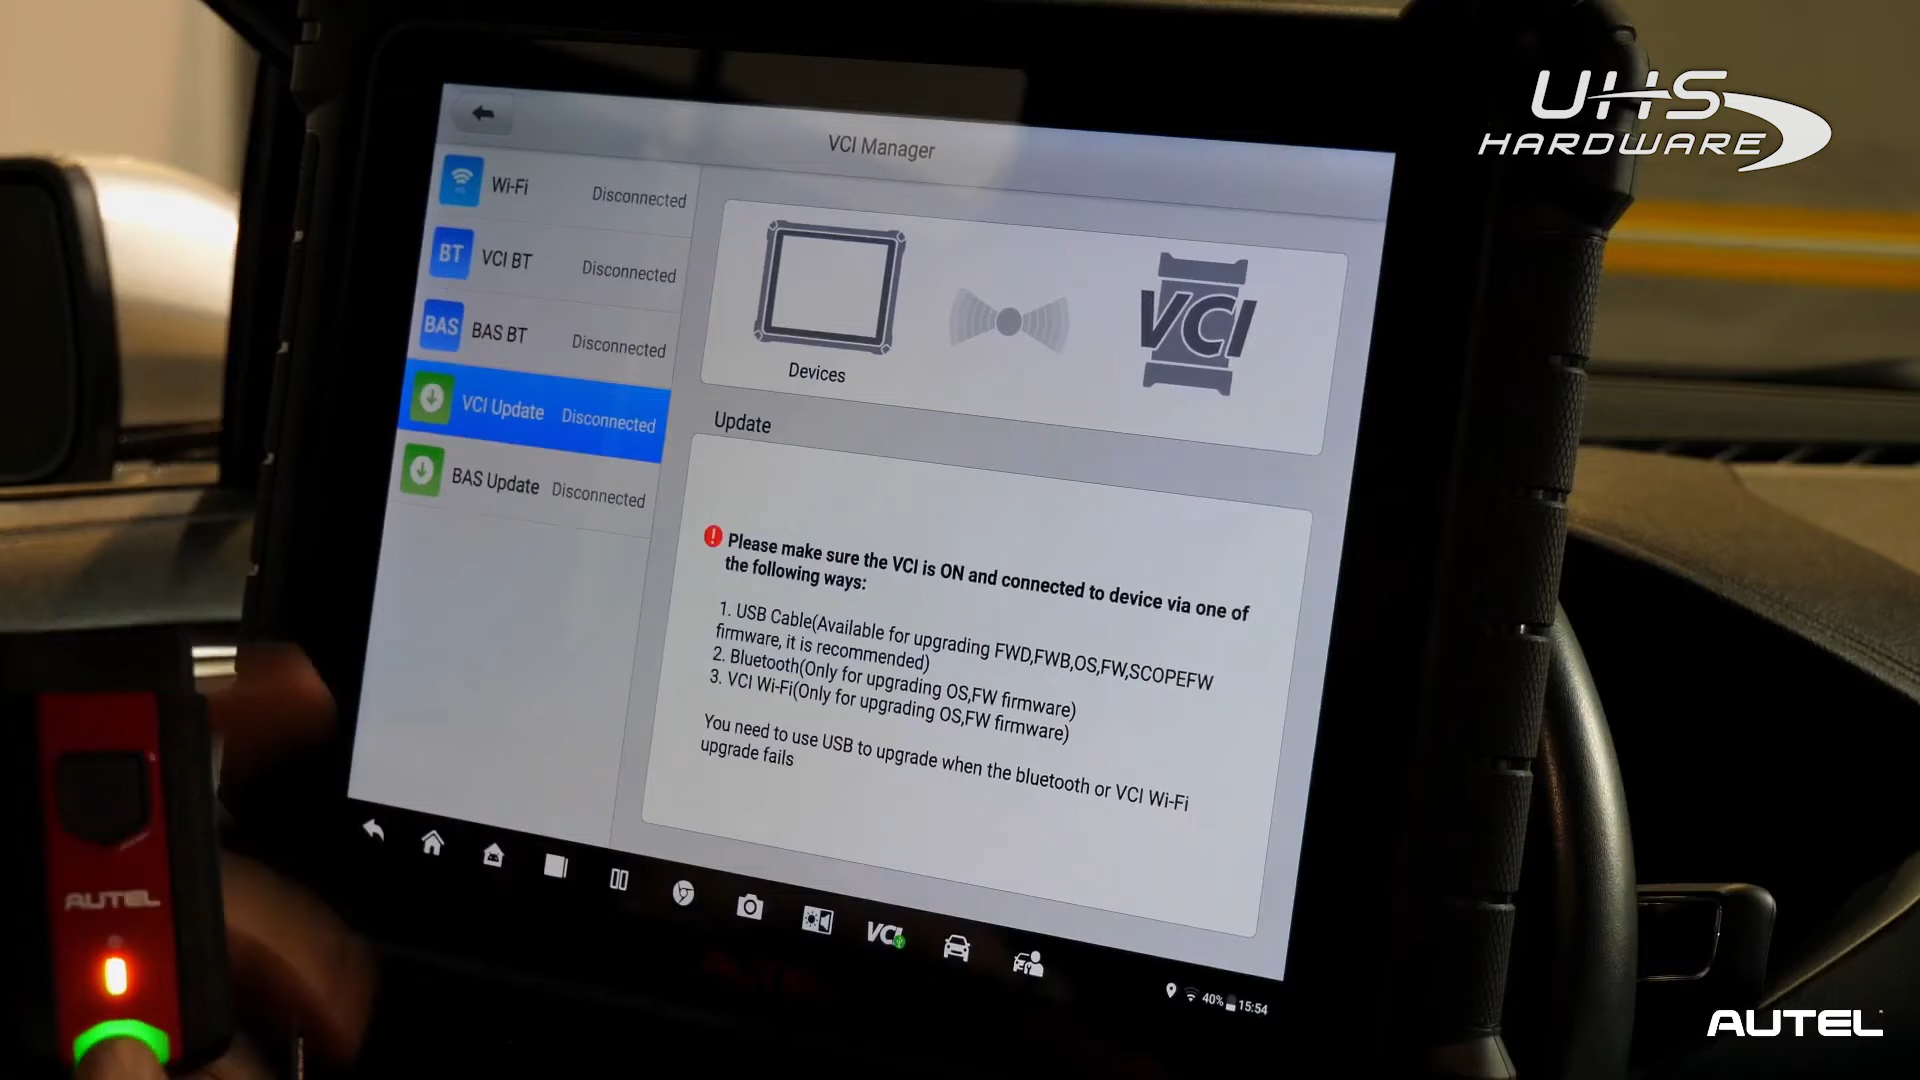 UHS
HARDWARE
VCI Manager
Wi-Fi Disconnected
BT VCI BT Disconnected
BAS BAS BT Disconnected
VCI Update Disconnected
BAS Update Disconnected
Devices
VCI
Update
Please make sure the VCI is ON and connected to device via one of
the following ways:
1. USB Cable(Available for upgrading FWD,FWB,OS,FW,SCOPEFW
firmware, it is recommended)
2. Bluetooth(Only for upgrading OS,FW firmware)
3. VCI Wi-Fi(Only for upgrading OS,FW firmware)
You need to use USB to upgrade when the bluetooth or VCI Wi-Fi
upgrade fails
VCI
40% 15:54
AUTEL
AUTEL
AUTEL